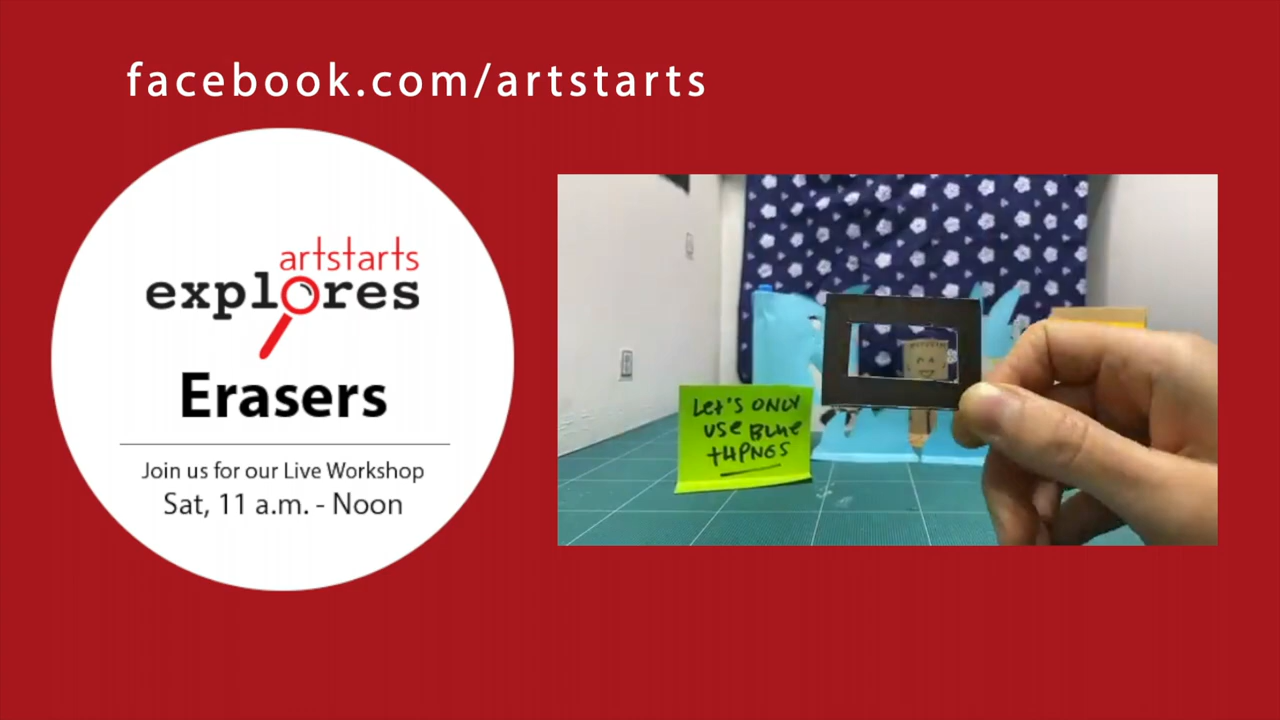 facebook.com/artstarts
artstarts
explores
Erasers
Join us for our Live Workshop
Sat, 11 a.m. - Noon
Let's ONLY
use BLUe
tHPNGS